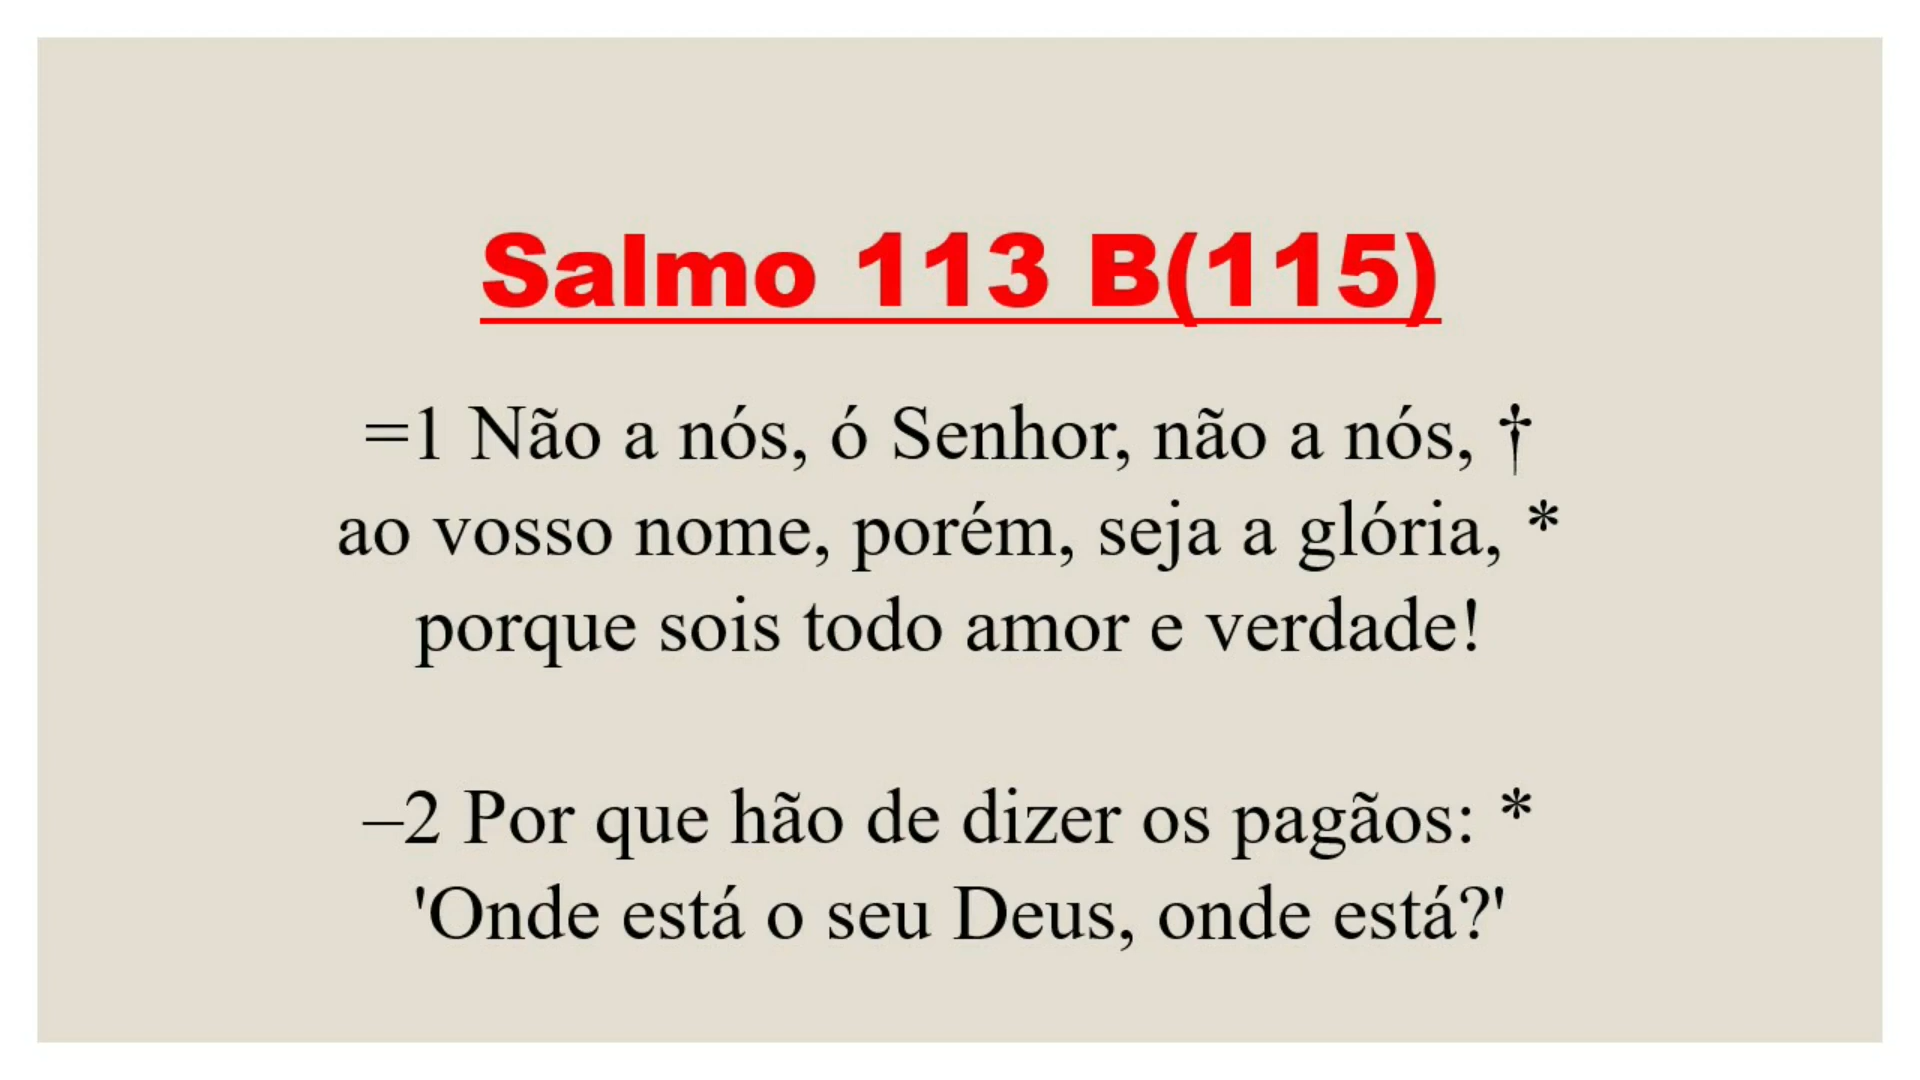 Salmo 113 B(115)
=1 Não a nós, ó Senhor, não a nós, †
ao vosso nome, porém, seja a glória, *
porque sois todo amor e verdade!
–2 Por que hão de dizer os pagãos: *
'Onde está o seu Deus, onde está?'